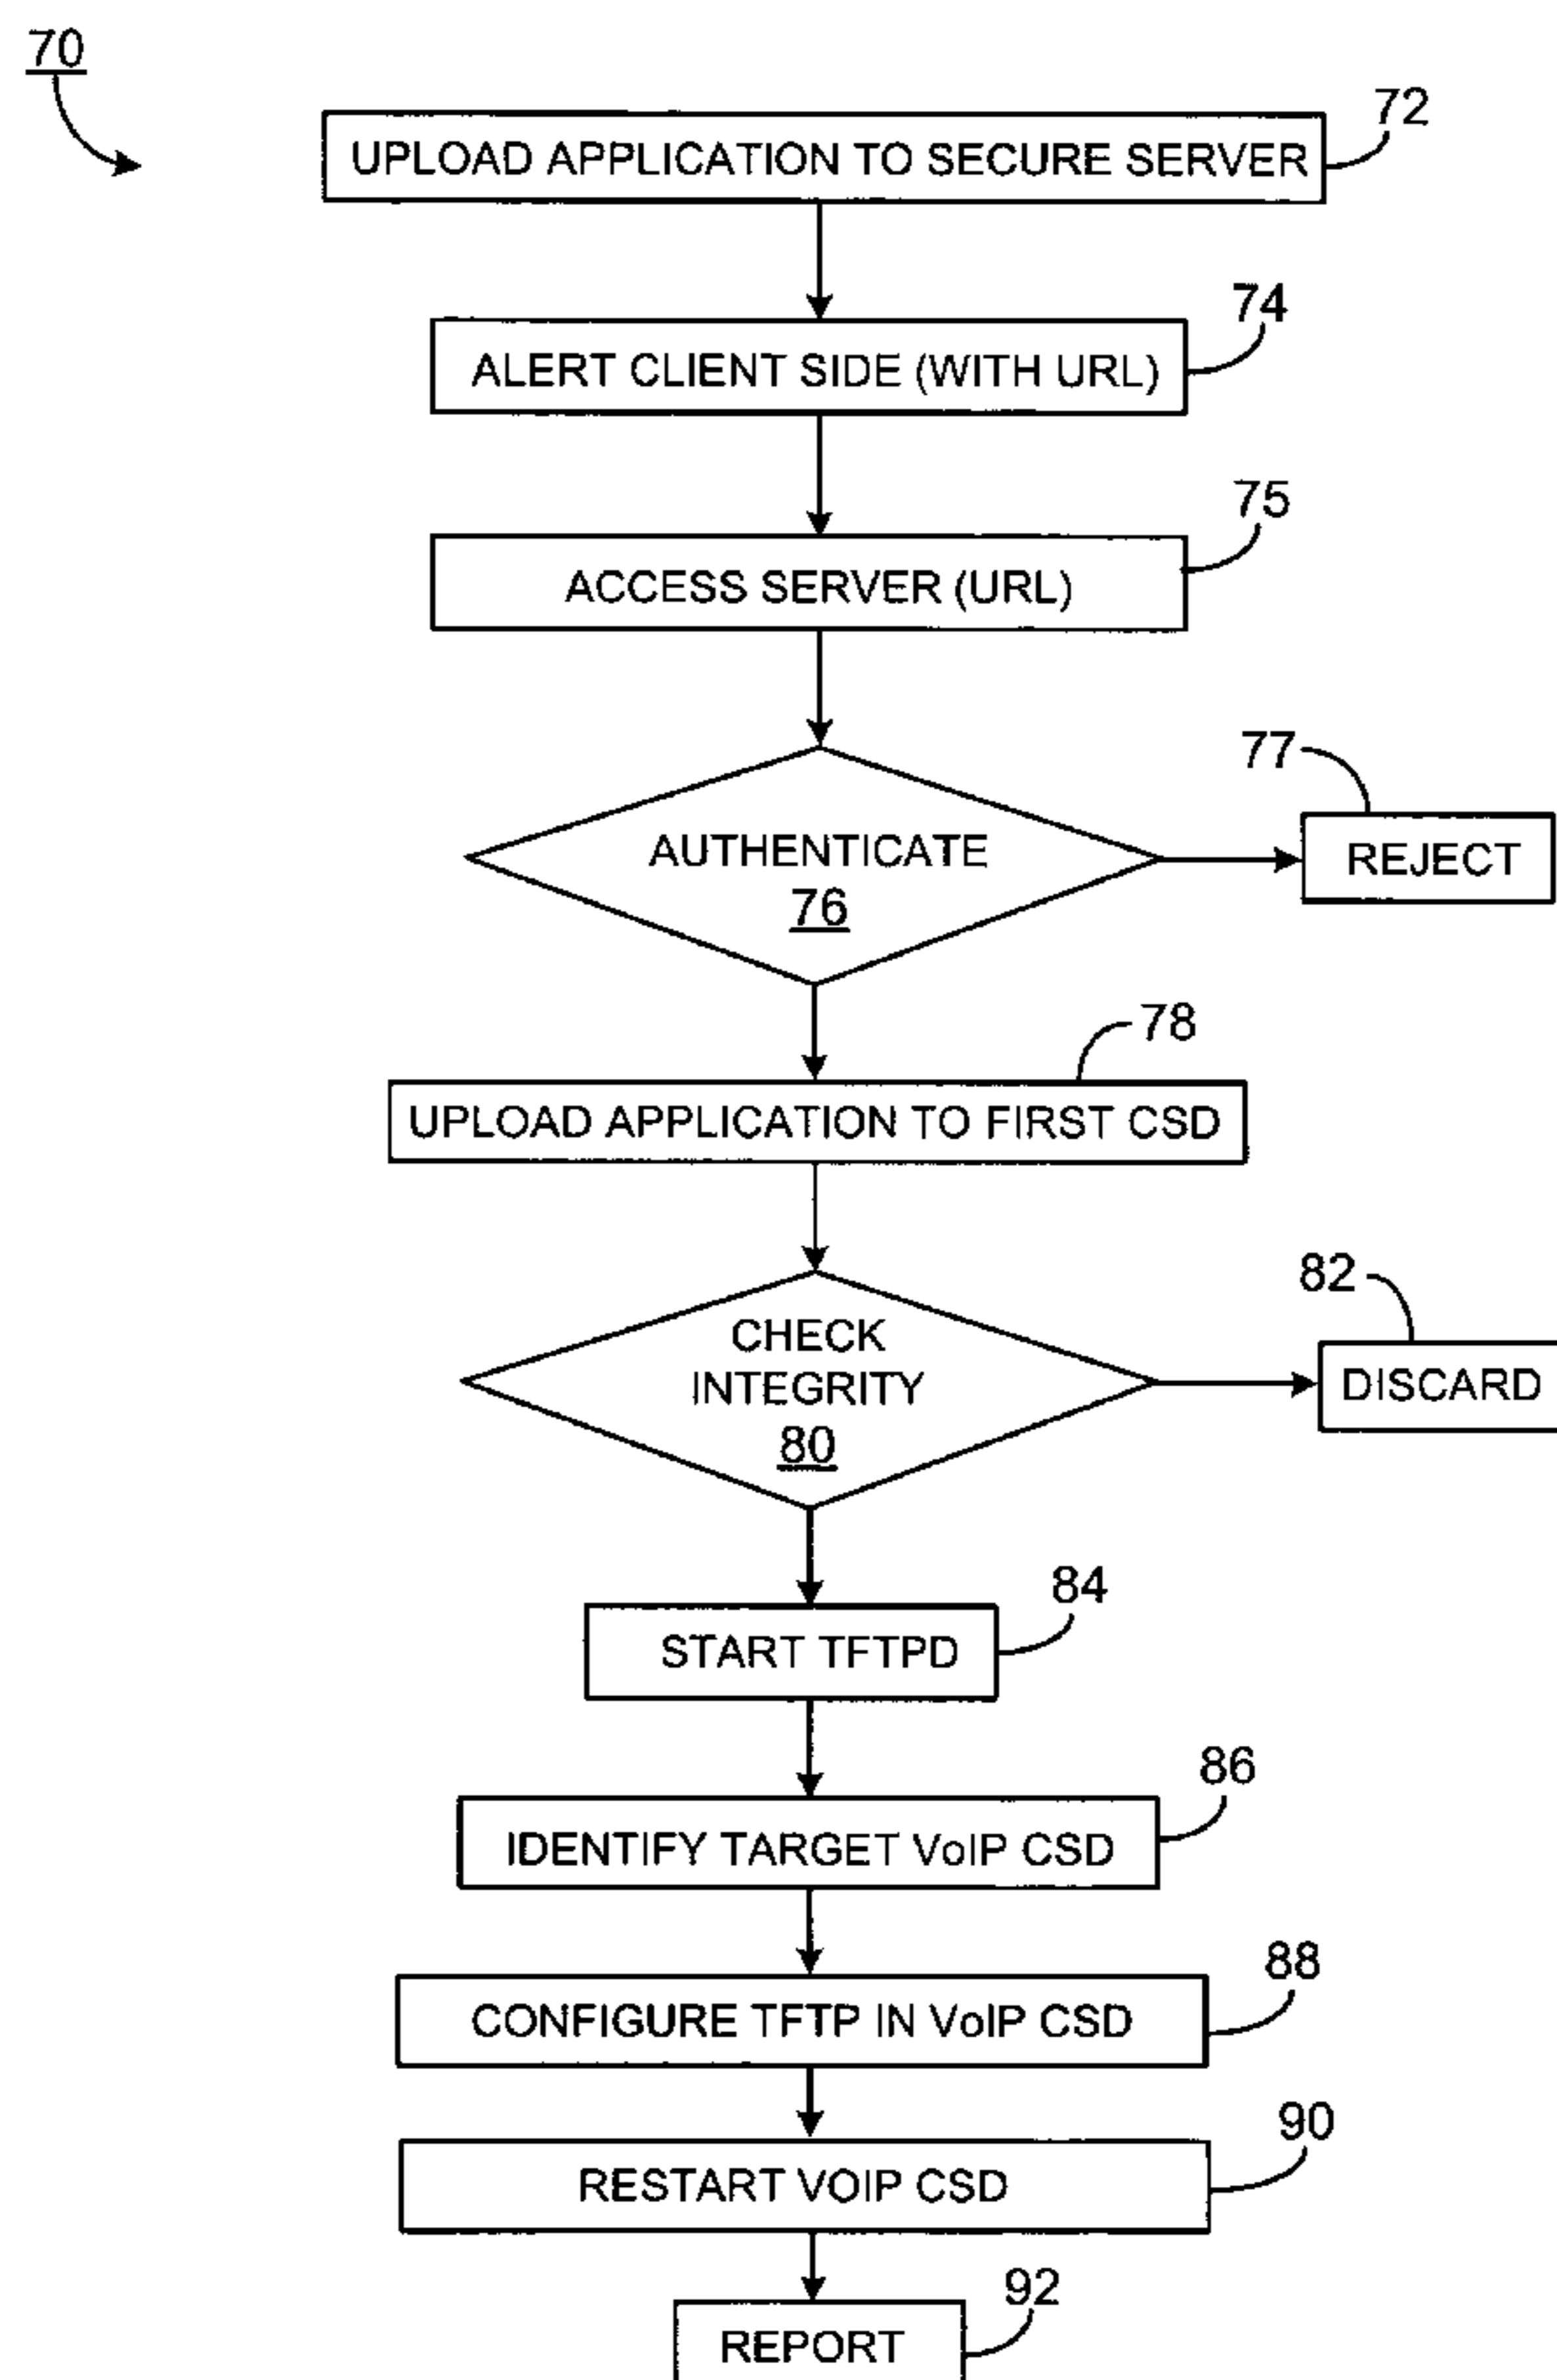 70
72
UPLOAD APPLICATION TO SECURE SERVER
74
ALERT CLIENT SIDE (WITH URL)
75
ACCESS SERVER (URL)
77
AUTHENTICATE
76
REJECT
78
UPLOAD APPLICATION TO FIRST CSD
82
CHECK
INTEGRITY
80
DISCARD
84
START TFTPD
86
IDENTIFY TARGET VoIP CSD
88
CONFIGURE TFTP IN VoIP CSD
90
RESTART VOIP CSD
92
REPORT